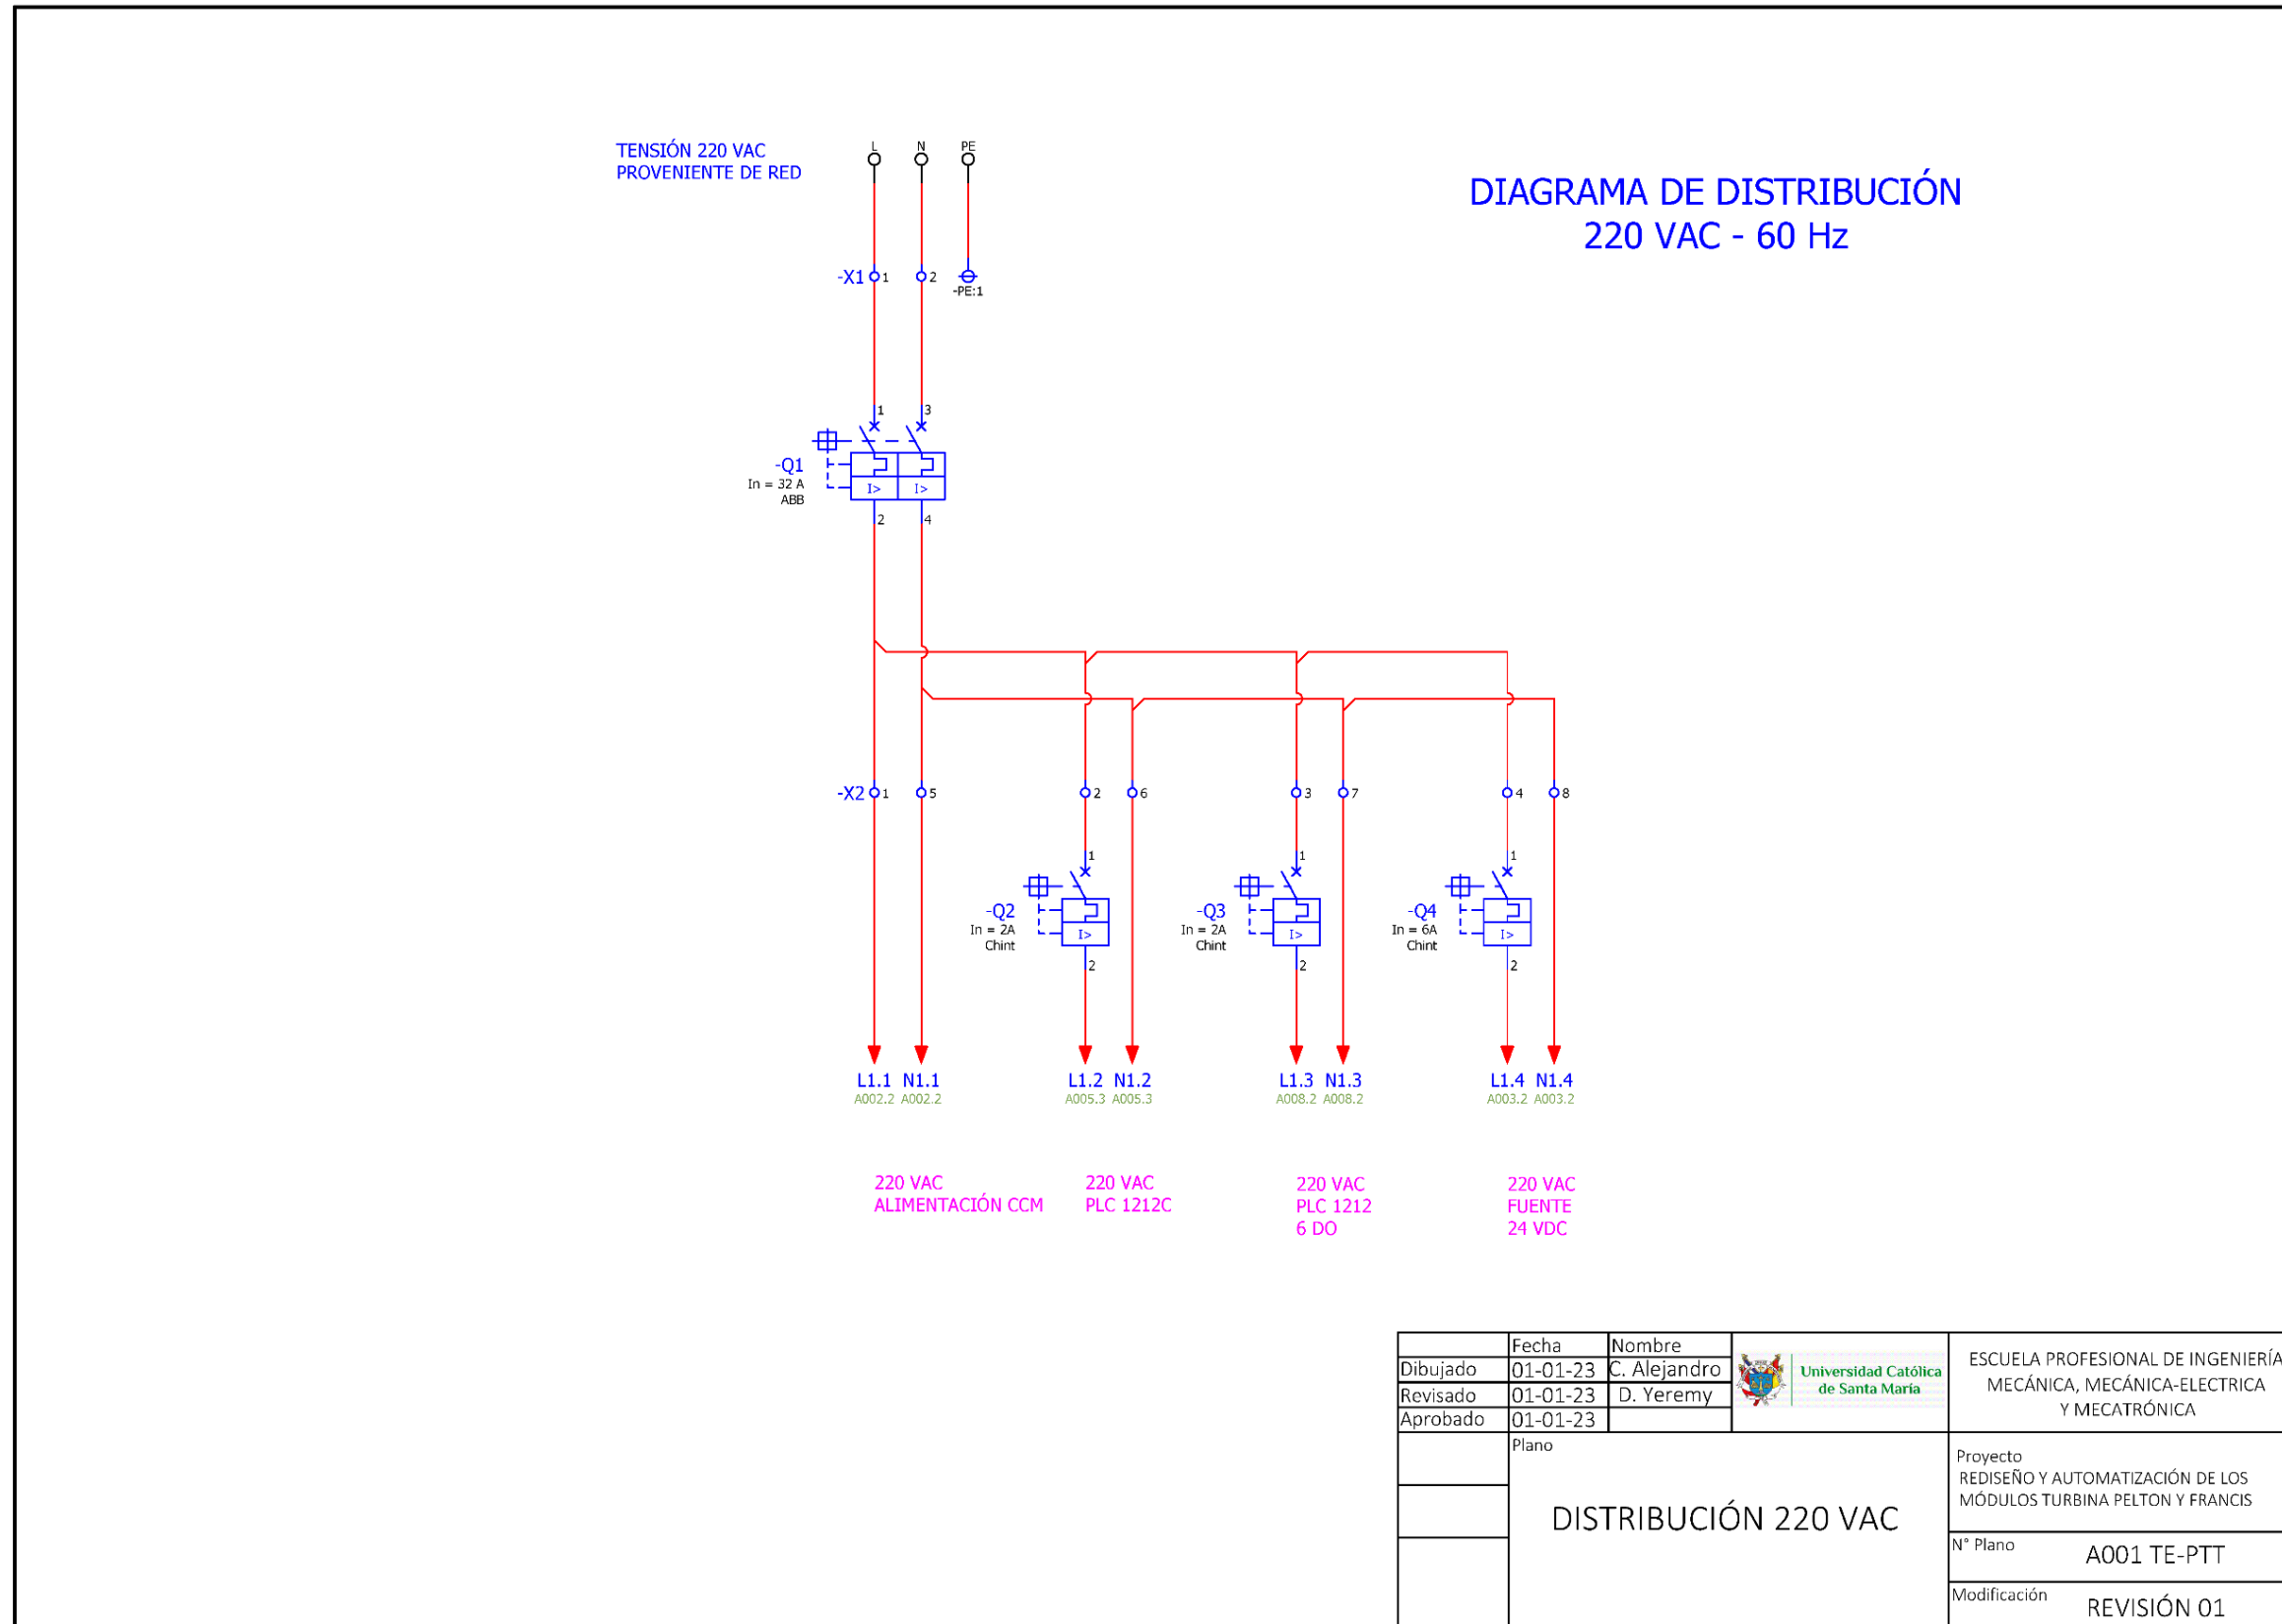 TENSIÓN 220 VAC
PROVENIENTE DE RED
L N PE
DIAGRAMA DE DISTRIBUCIÓN
220 VAC - 60 Hz
-X1 1 2
-PE:1
1 3
-Q1
In = 32 A
ABB
I> I>
2 4
-X2 1 5 2 6 3 7 4 8
1 1 1
-Q2
In = 2A
Chint
I>
2
-Q3
In = 2A
Chint
I>
2
-Q4
In = 6A
Chint
I>
2
L1.1 N1.1 L1.2 N1.2 L1.3 N1.3 L1.4 N1.4
A002.2 A002.2 A005.3 A005.3 A008.2 A008.2 A003.2 A003.2
220 VAC
ALIMENTACIÓN CCM
220 VAC
PLC 1212C
220 VAC
PLC 1212
6 DO
220 VAC
FUENTE
24 VDC
Fecha Nombre
Dibujado 01-01-23 C. Alejandro
Revisado 01-01-23 D. Yeremy
Aprobado 01-01-23
Universidad Católica
de Santa María
ESCUELA PROFESIONAL DE INGENIERÍA
MECÁNICA, MECÁNICA-ELECTRICA
Y MECATRÓNICA
Plano
DISTRIBUCIÓN 220 VAC
Proyecto
REDISEÑO Y AUTOMATIZACIÓN DE LOS
MÓDULOS TURBINA PELTON Y FRANCIS
N° Plano
A001 TE-PTT
Modificación
REVISIÓN 01